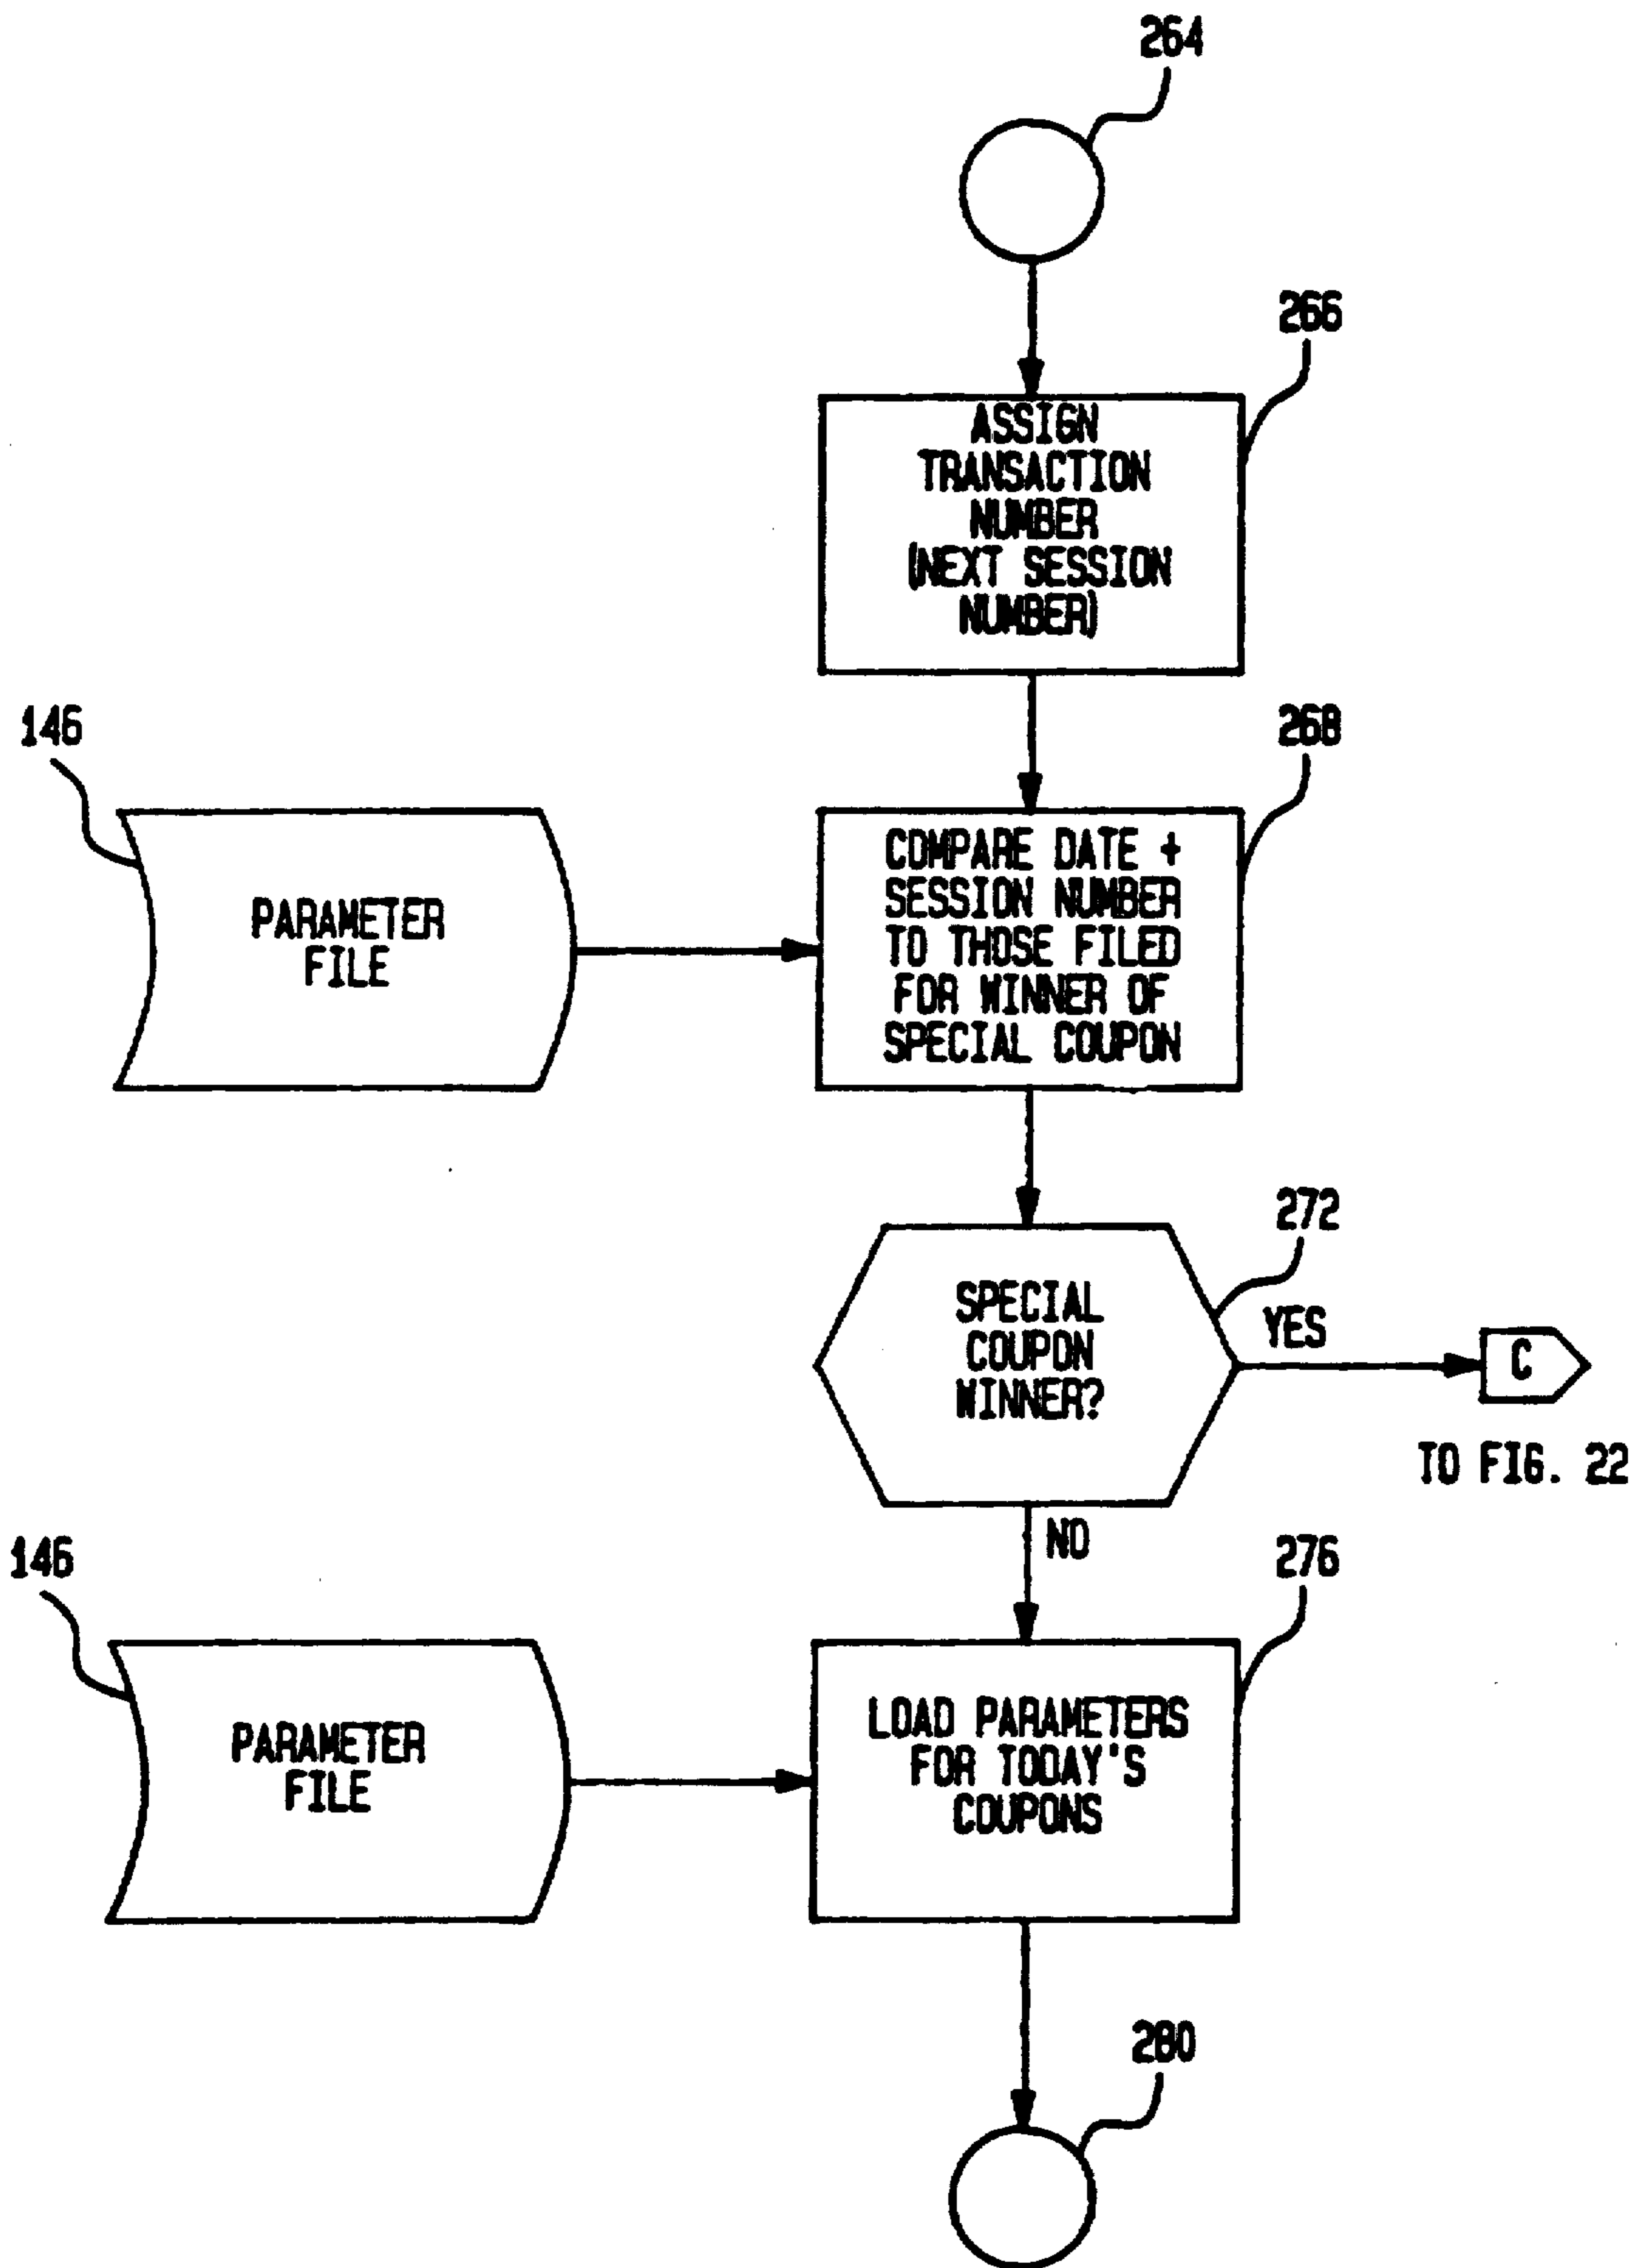 264
266
ASSIGN
TRANSACTION
NUMBER
(NEXT SESSION
NUMBER)
146
268
PARAMETER
FILE
COMPARE DATE +
SESSION NUMBER
TO THOSE FILED
FOR WINNER OF
SPECIAL COUPON
272
SPECIAL
COUPON
WINNER?
YES
C
TO FIG. 22
NO
146
276
PARAMETER
FILE
LOAD PARAMETERS
FOR TODAY'S
COUPONS
280